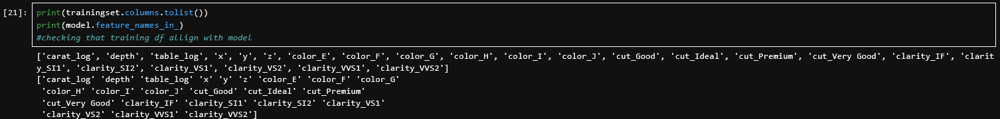 [21]: print(trainingset.columns.tolist())
print(model.feature_names_in_)
#checking that training df allign with model
['carat_log', 'depth', 'table_log', 'x', 'y', 'z', 'color_E', 'color_F', 'color_G', 'color_H', 'color_I', 'color_J', 'cut_Good', 'cut_Ideal', 'cut_Premium', 'cut_Very Good', 'clarity_IF', 'clarit
y_SI1', 'clarity_SI2', 'clarity_VS1', 'clarity_VS2', 'clarity_VVS1', 'clarity_VVS2']
['carat_log' 'depth' 'table_log' 'x' 'y' 'z' 'color_E' 'color_F' 'color_G'
 'color_H' 'color_I' 'color_J' 'cut_Good' 'cut_Ideal' 'cut_Premium'
 'cut_Very Good' 'clarity_IF' 'clarity_SI1' 'clarity_SI2' 'clarity_VS1'
 'clarity_VS2' 'clarity_VVS1' 'clarity_VVS2']